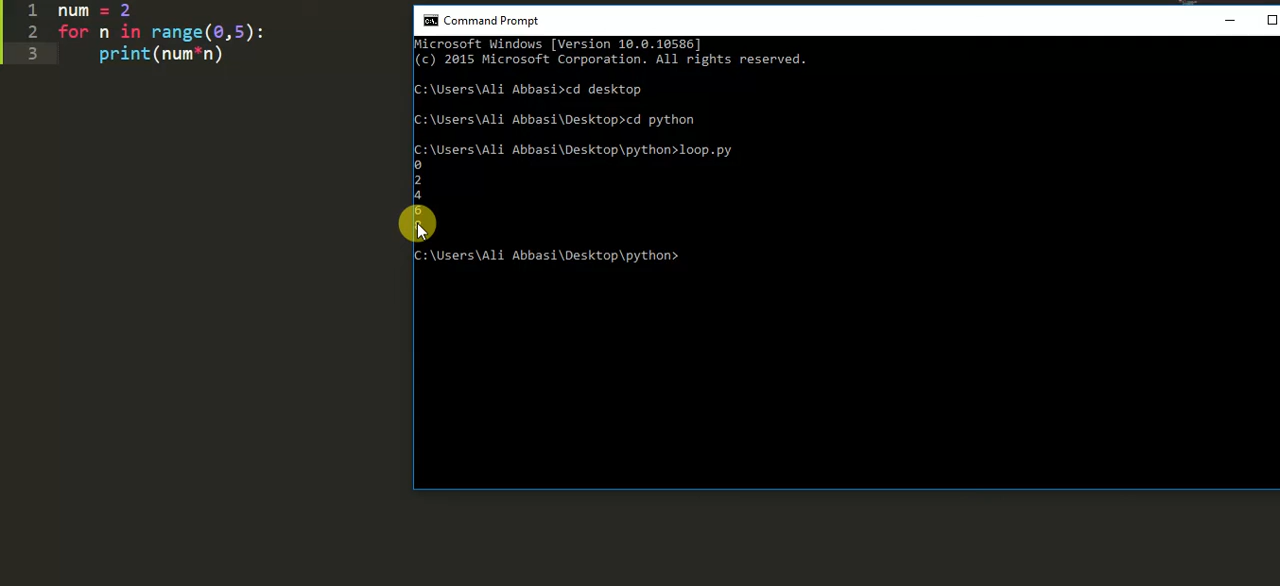 1 num = 2
2 for n in range(0,5):
3 print(num*n)
Command Prompt
Microsoft Windows [Version 10.0.10586]
(c) 2015 Microsoft Corporation. All rights reserved.
C:\Users\Ali Abbasi>cd desktop
C:\Users\Ali Abbasi\Desktop>cd python
C:\Users\Ali Abbasi\Desktop\python>loop.py
0
2
4
6
C:\Users\Ali Abbasi\Desktop\python>